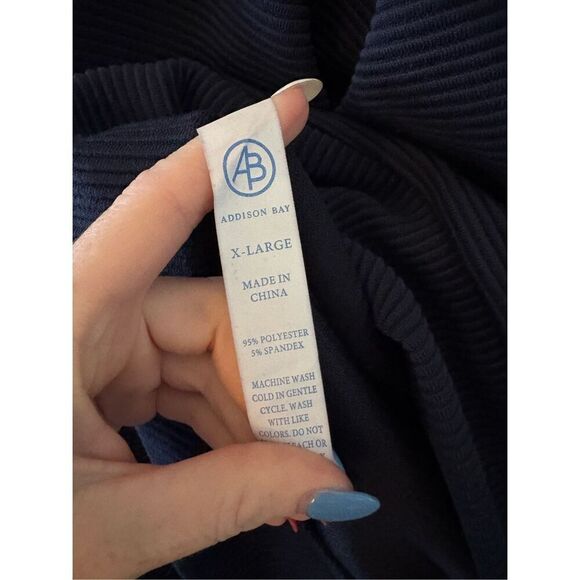 AB
ADDISON BAY
X-LARGE
MADE IN
CHINA
95% POLYESTER
5% SPANDEX
MACHINE WASH
COLD IN GENTLE
CYCLE. WASH
WITH LIKE
COLORS. DO NOT
OR